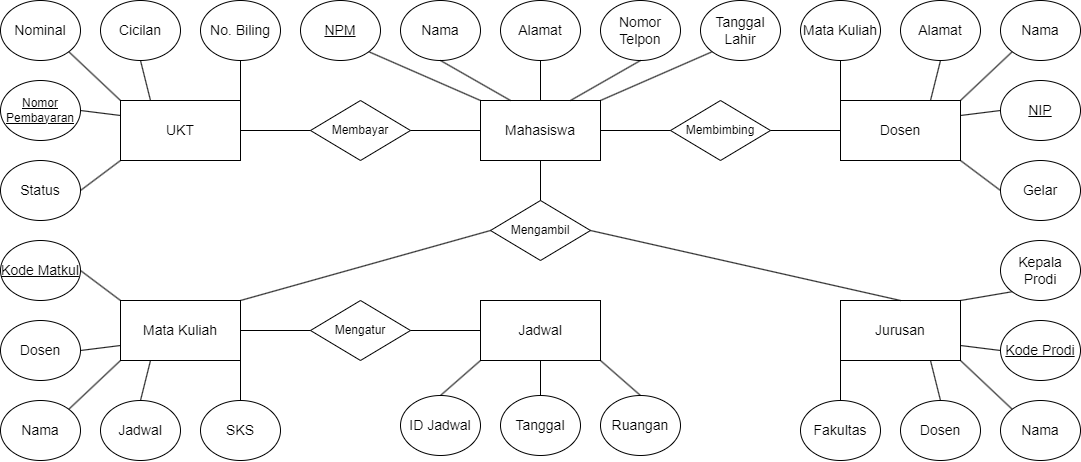 Nominal
Cicilan
No. Biling
NPM
Nama
Alamat
Nomor
Telpon
Tanggal
Lahir
Mata Kuliah
Alamat
Nama
Nomor
Pembayaran
UKT
Membayar
Mahasiswa
Membimbing
Dosen
NIP
Status
Gelar
Mengambil
Kode Matkul
Kepala
Prodi
Mata Kuliah
Mengatur
Jadwal
Jurusan
Dosen
Kode Prodi
Nama
Jadwal
SKS
ID Jadwal
Tanggal
Ruangan
Fakultas
Dosen
Nama